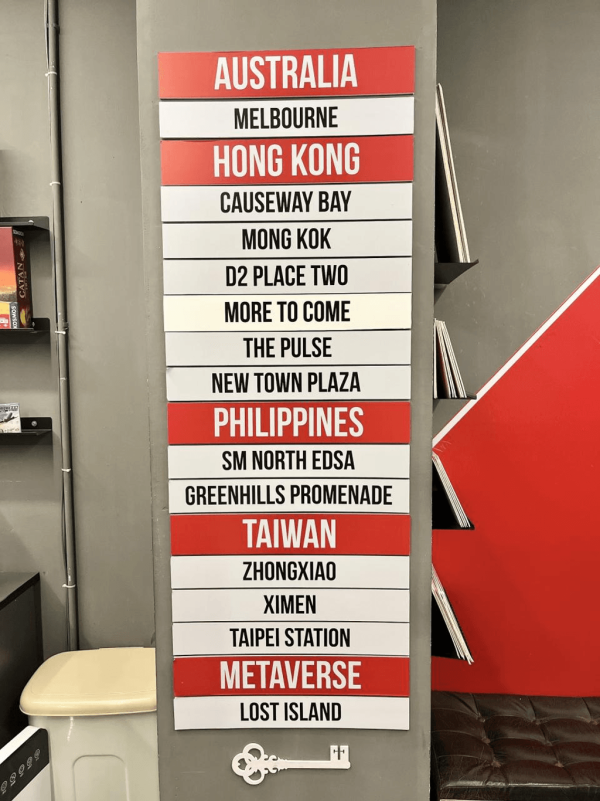 AUSTRALIA
MELBOURNE
HONG KONG
CAUSEWAY BAY
MONG KOK
D2 PLACE TWO
MORE TO COME
THE PULSE
NEW TOWN PLAZA
PHILIPPINES
SM NORTH EDSA
GREENHILLS PROMENADE
TAIWAN
ZHONGXIAO
XIMEN
TAIPEI STATION
METAVERSE
LOST ISLAND
CATAN
KOSMOS